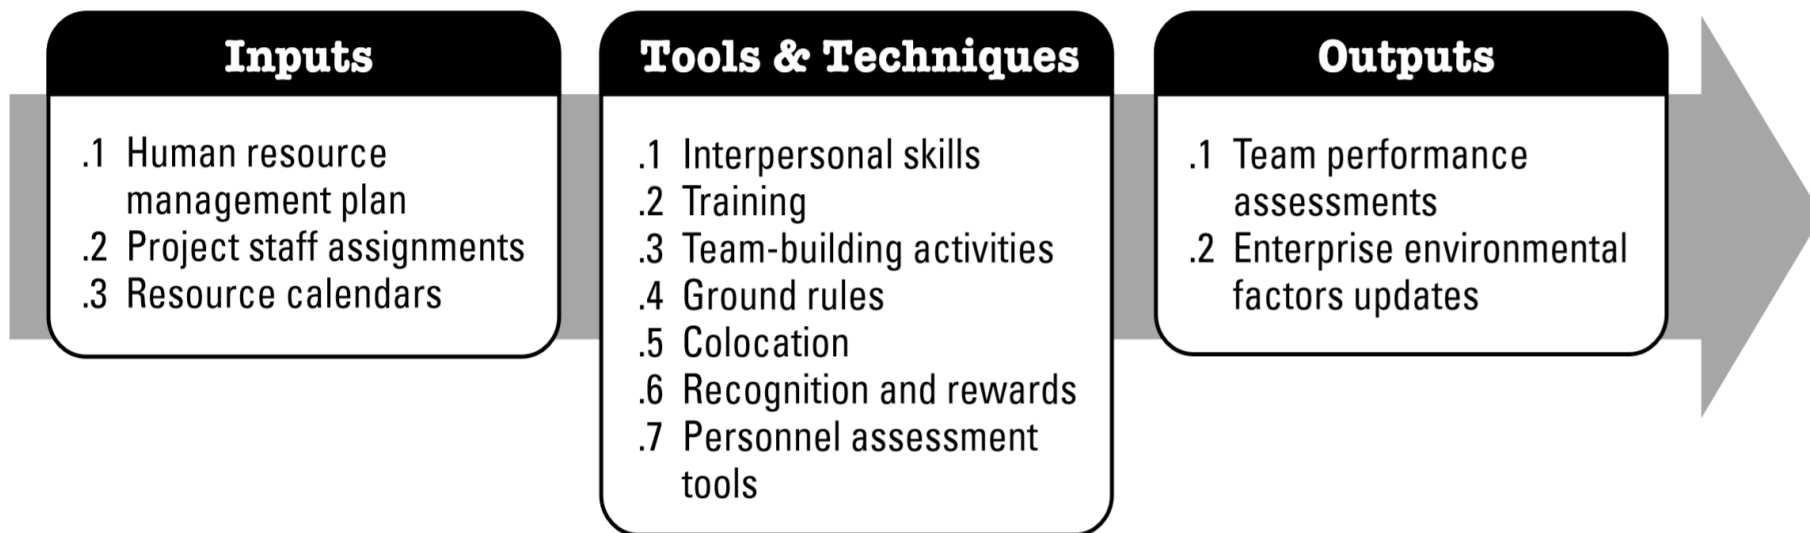 Inputs
.1 Human resource
management plan
.2 Project staff assignments
.3 Resource calendars
Tools & Techniques
.1 Interpersonal skills
.2 Training
.3 Team-building activities
.4 Ground rules
.5 Colocation
.6 Recognition and rewards
.7 Personnel assessment
tools
Outputs
.1 Team performance
assessments
.2 Enterprise environmental
factors updates